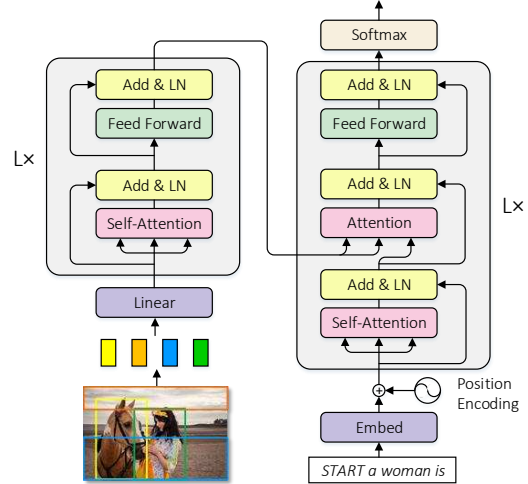 Softmax
Add & LN
Feed Forward
Add & LN
Self-Attention
L×
Linear
Add & LN
Feed Forward
Add & LN
Attention
Add & LN
Self-Attention
L×
Position
Encoding
Embed
START a woman is